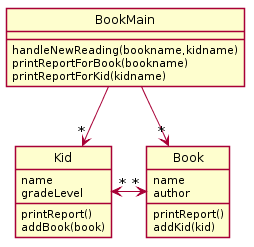 BookMain
handleNewReading(bookname,kidname)
printReportForBook(bookname)
printReportForKid(kidname)
* *
Kid
name
gradeLevel
printReport()
addBook(book)
* *
Book
name
author
printReport()
addKid(kid)